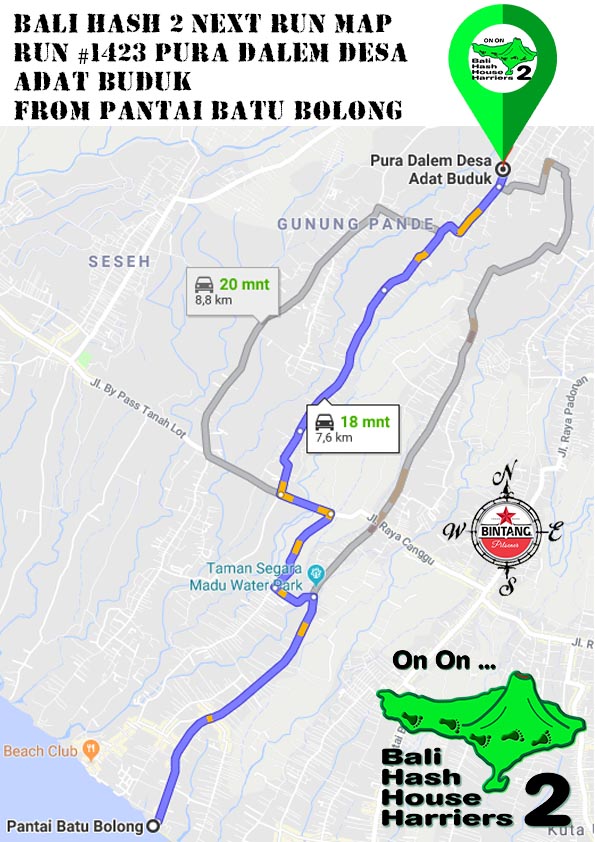 BALI HASH 2 NEXT RUN MAP
RUN #1423 PURA DALEM DESA
ADAT BUDUK
FROM PANTAI BATU BOLONG
ON ON
Bali
Hash
House
Harriers 2
Pura Dalem Desa
Adat Buduk
GUNUNG PANDE
SESEH
20 mnt
8,8 km
Jl. By Pass Tanah Lot
18 mnt
7,6 km
Jl. Raya Padonan
Jl. Raya Canggu
N
W
E
S
BINTANG
Pilsener
Taman Segara
Madu Water Park
Jl. R
On On ...
Beach Club
Bali
Hash
House
Harriers 2
Pantai Batu Bolong
Kuta U